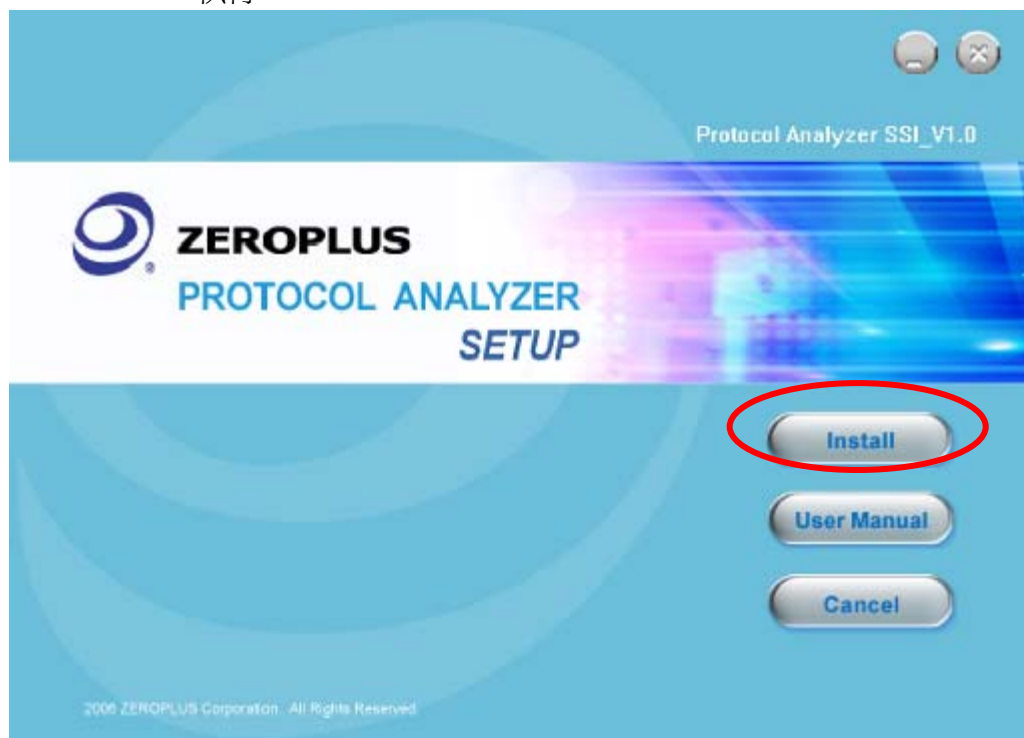 Protocol Analyzer SSI_V1.0
ZEROPLUS
®
PROTOCOL ANALYZER
SETUP
Install
User Manual
Cancel
2006 ZEROPLUS Corporation. All Rights Reserved